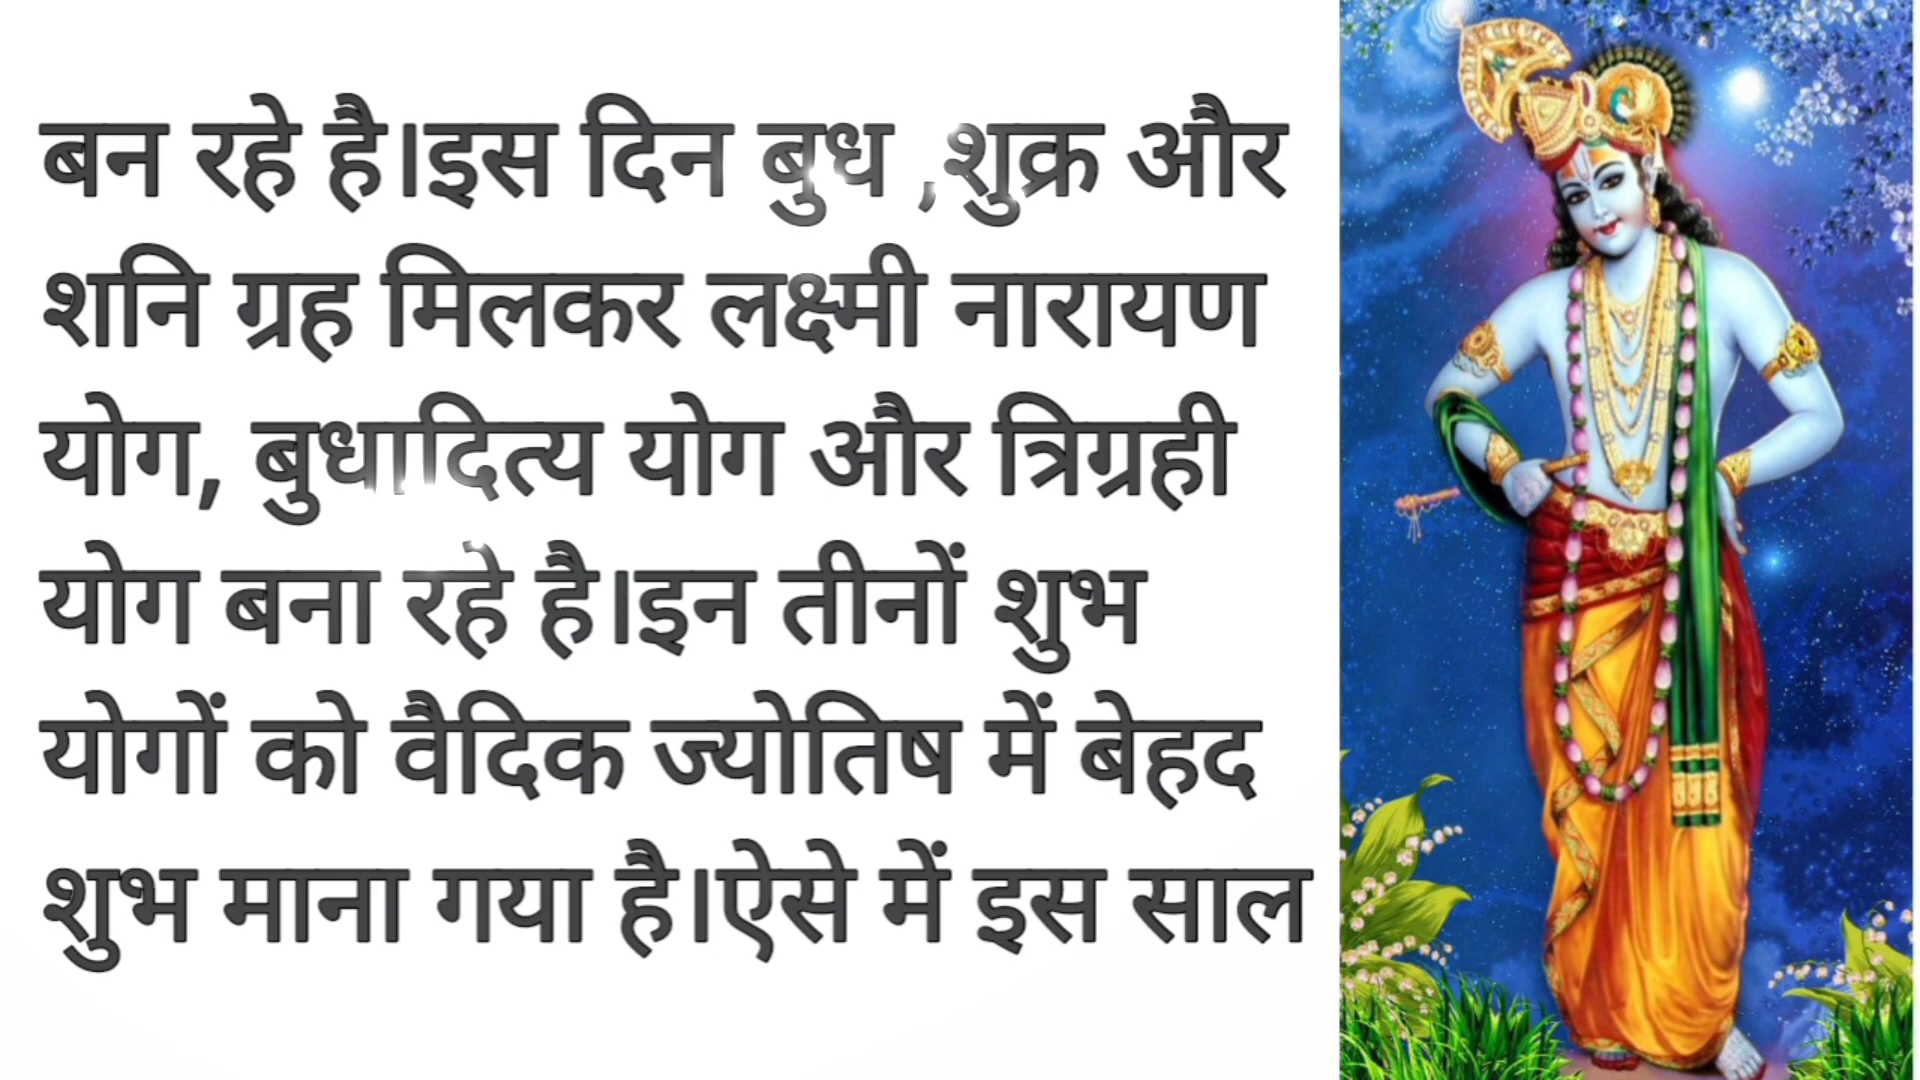 बन रहे है।इस दिन बुध ,शुक्र और
शनि ग्रह मिलकर लक्ष्मी नारायण
योग, बुधादित्य योग और त्रिग्रही
योग बना रहे है।इन तीनों शुभ
योगों को वैदिक ज्योतिष में बेहद
शुभ माना गया है।ऐसे में इस साल